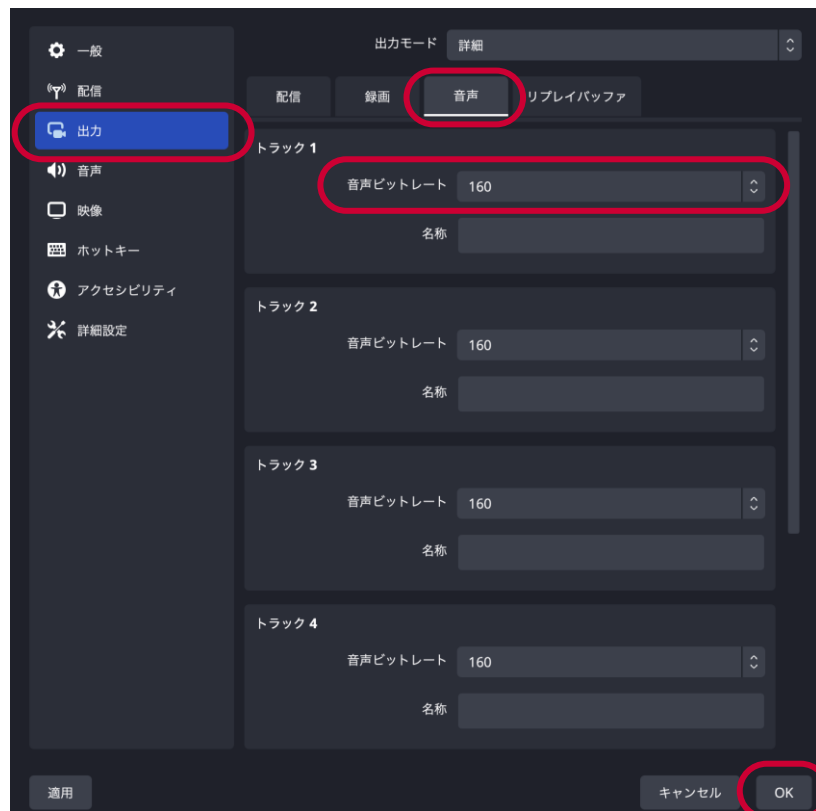 一般
配信
出力
音声
映像
ホットキー
アクセシビリティ
詳細設定
出力モード 詳細
配信 録画 音声 リプレイバッファ
トラック 1
音声ビットレート 160
名称
トラック 2
音声ビットレート 160
名称
トラック 3
音声ビットレート 160
名称
トラック 4
音声ビットレート 160
名称
適用 キャンセル OK